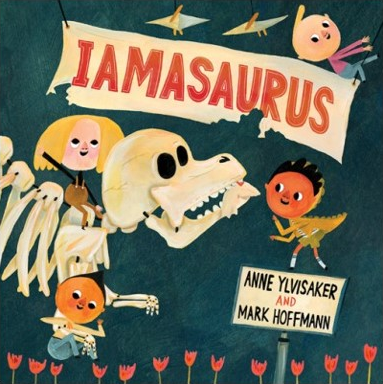 IAMASAURUS
ANNE YLVISAKER
AND
MARK HOFFMANN